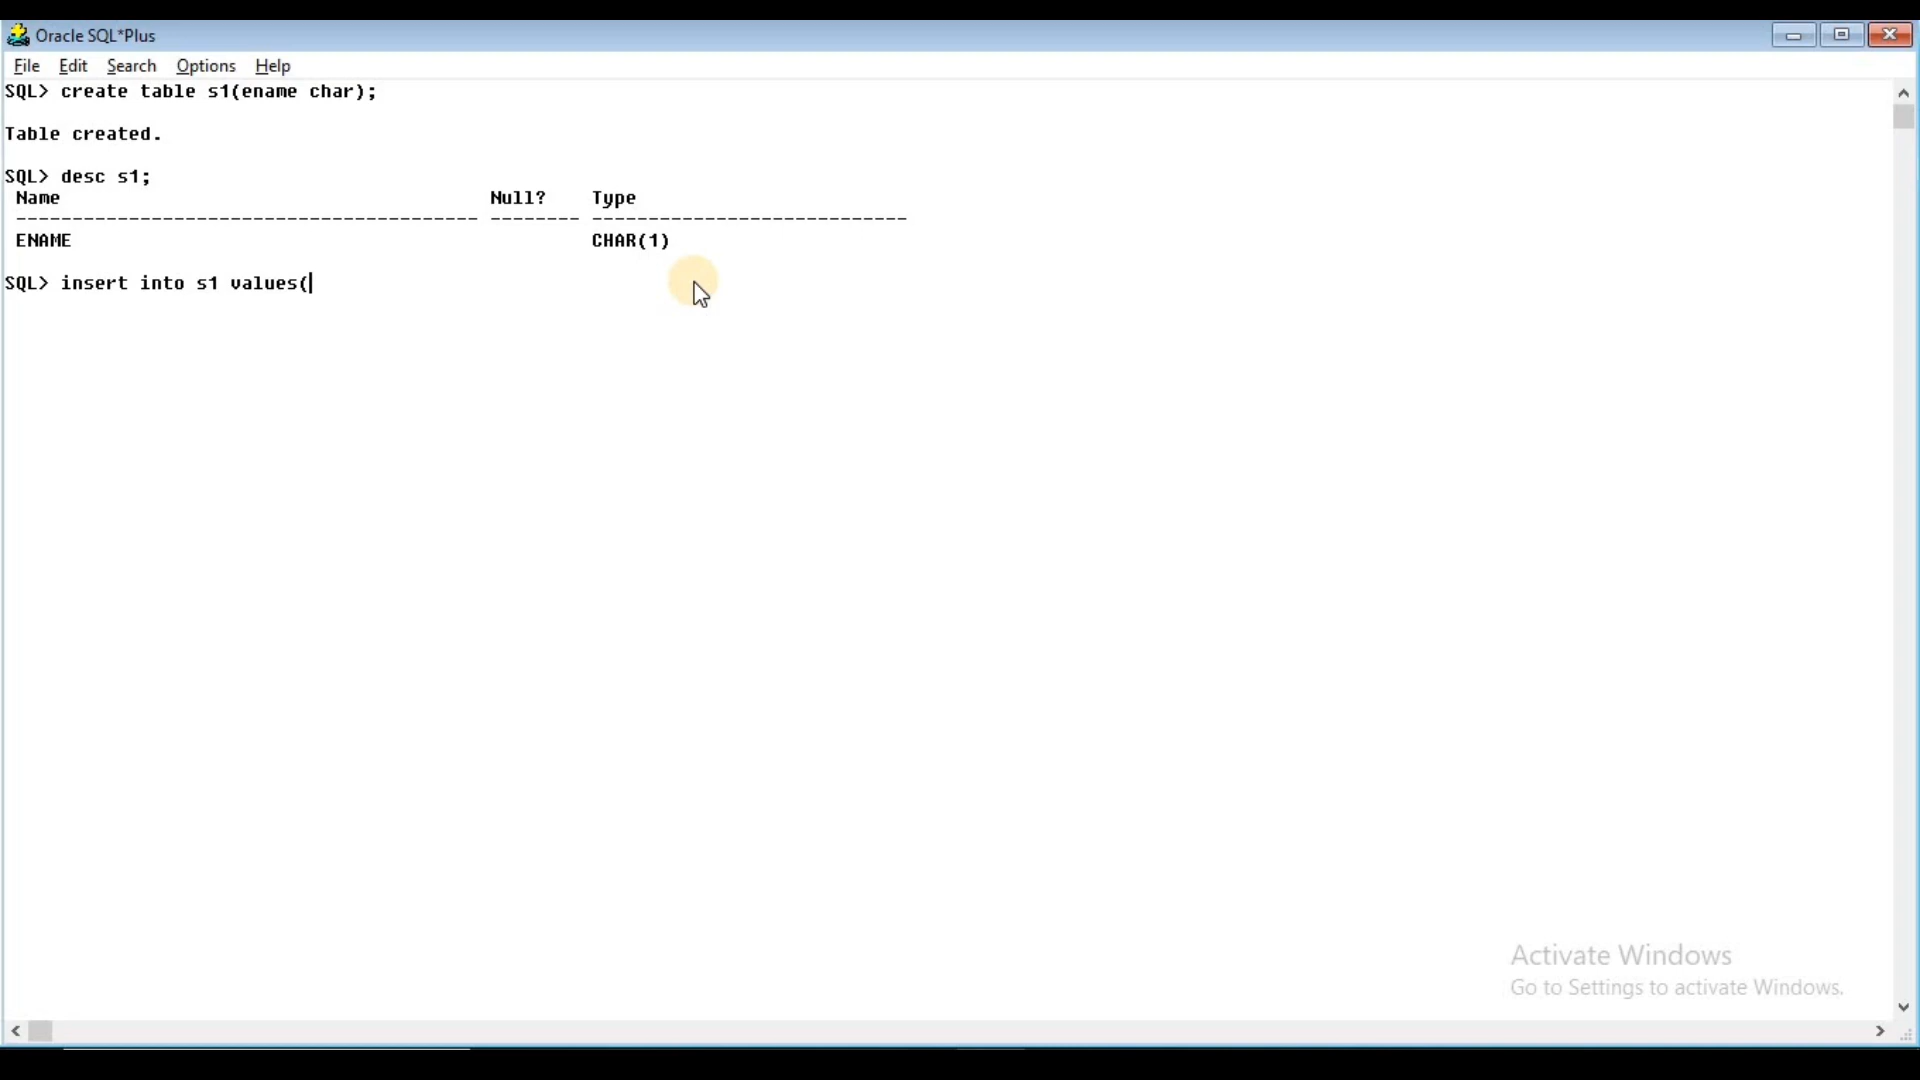 Oracle SQL*Plus
File Edit Search Options Help
SQL> create table s1(ename char);
Table created.
SQL> desc s1;
Name Null? Type
----------------------------------------- -------- ----------------------------
ENAME CHAR(1)
SQL> insert into s1 values(
Activate Windows
Go to Settings to activate Windows.